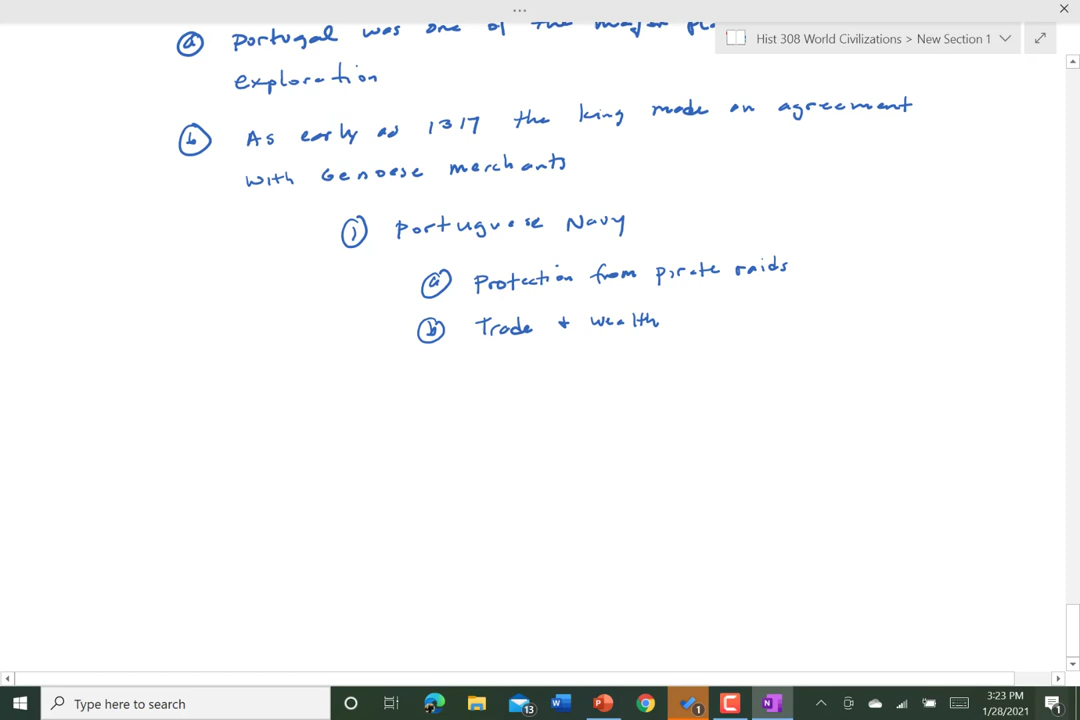 Hist 308 World Civilizations > New Section 1
a Portugal was one of the major
exploration
b As early as 1317 the king made an agreement
with Genoese merchants
1 Portuguese Navy
a Protection from pirate raids
b Trade + wealth
Type here to search
13
1
3:23 PM
1/28/2021
1